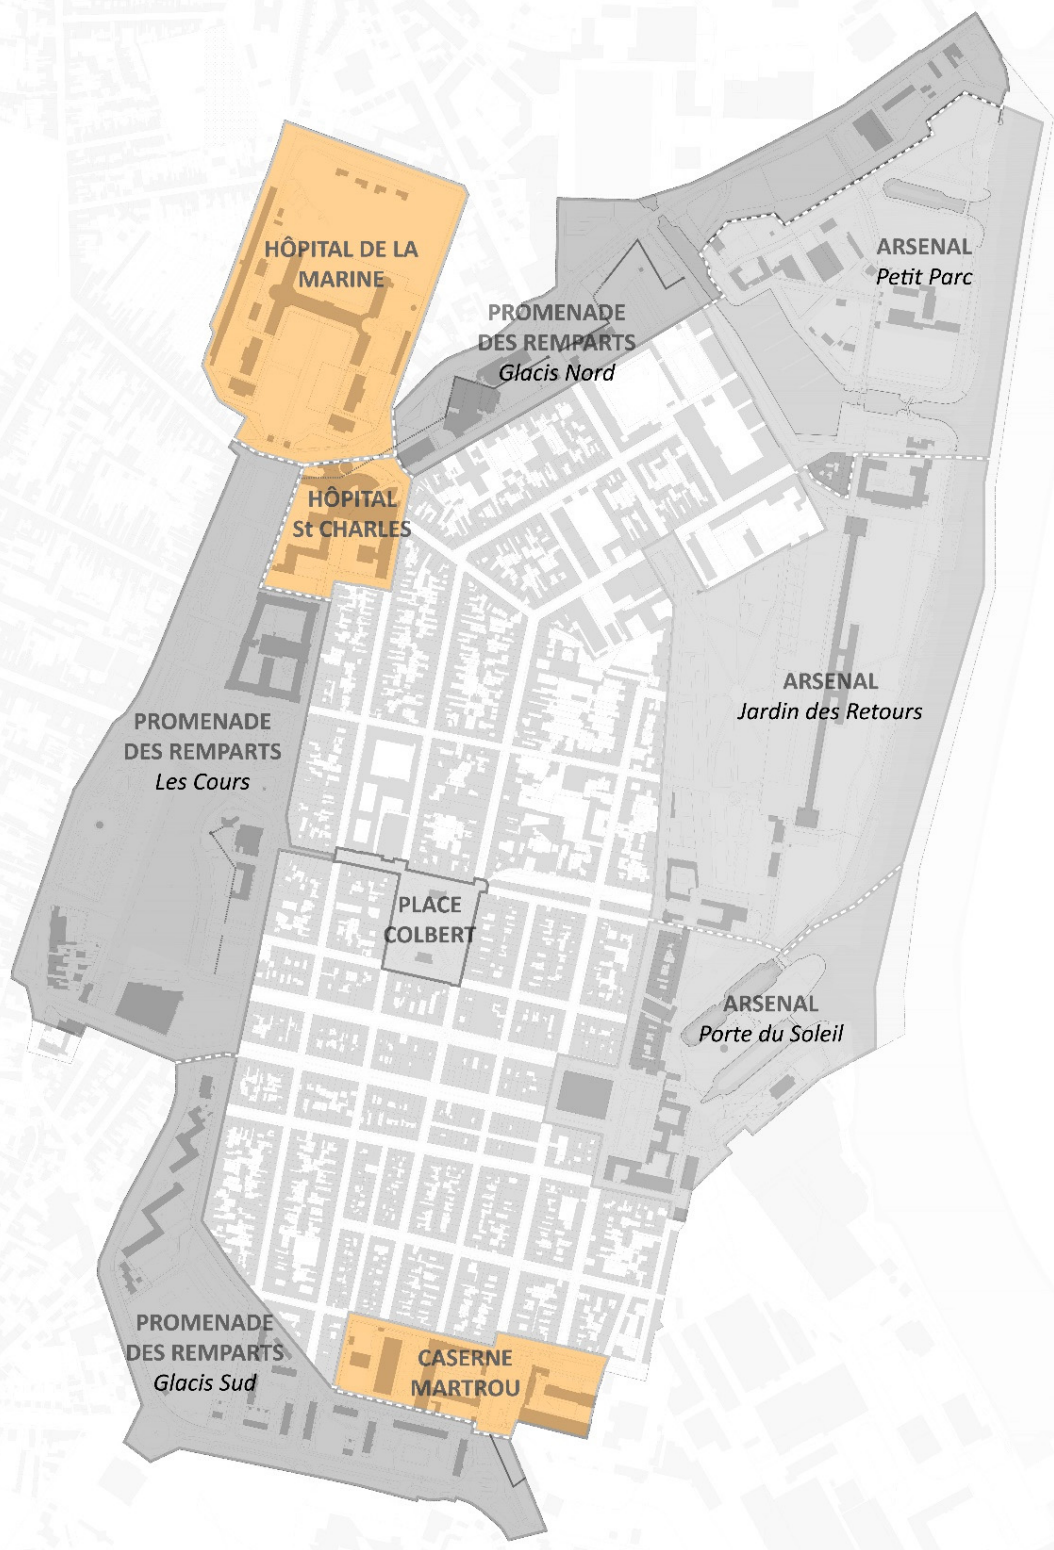 HÔPITAL DE LA
MARINE
ARSENAL
Petit Parc
PROMENADE
DES REMPARTS
Glacis Nord
HÔPITAL
St CHARLES
ARSENAL
Jardin des Retours
PROMENADE
DES REMPARTS
Les Cours
PLACE
COLBERT
ARSENAL
Porte du Soleil
PROMENADE
DES REMPARTS
Glacis Sud
CASERNE
MARTROU